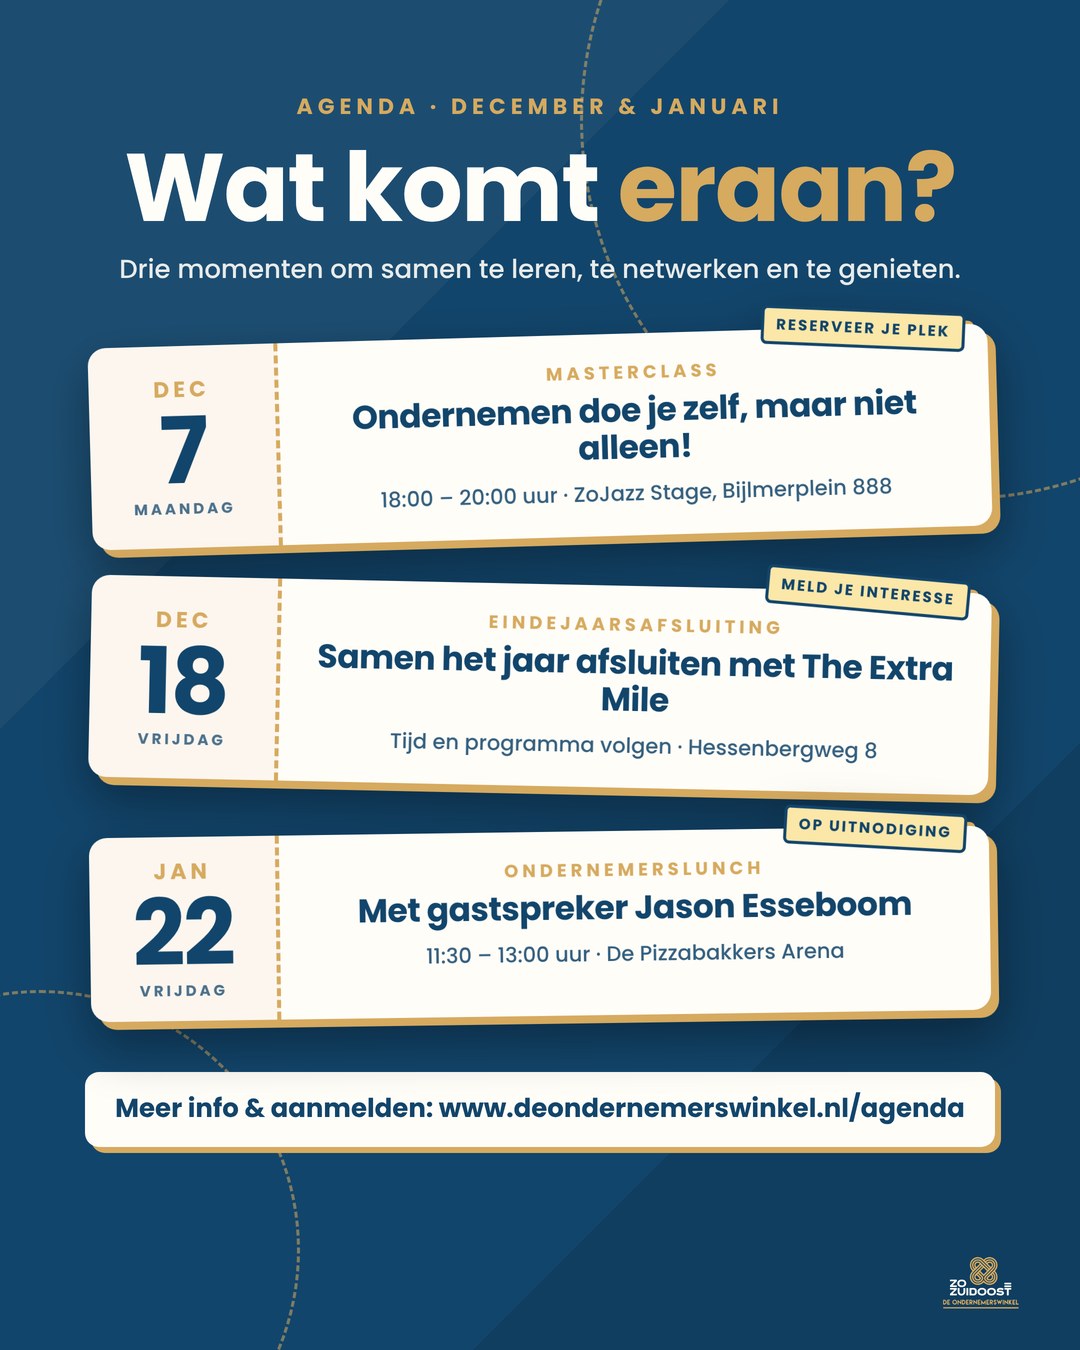 AGENDA · DECEMBER & JANUARI
Wat komt eraan?
Drie momenten om samen te leren, te netwerken en te genieten.
RESERVEER JE PLEK
DEC
7
MAANDAG
MASTERCLASS
Ondernemen doe je zelf, maar niet
alleen!
18:00 – 20:00 uur · ZoJazz Stage, Bijlmerplein 888
MELD JE INTERESSE
DEC
18
VRIJDAG
EINDEJAARSAFSLUITING
Samen het jaar afsluiten met The Extra
Mile
Tijd en programma volgen · Hessenbergweg 8
OP UITNODIGING
JAN
22
VRIJDAG
ONDERNEMERSLUNCH
Met gastspreker Jason Esseboom
11:30 – 13:00 uur · De Pizzabakkers Arena
Meer info & aanmelden: www.deondernemerswinkel.nl/agenda
ZO
ZUIDOOST
DE ONDERNEMERSWINKEL